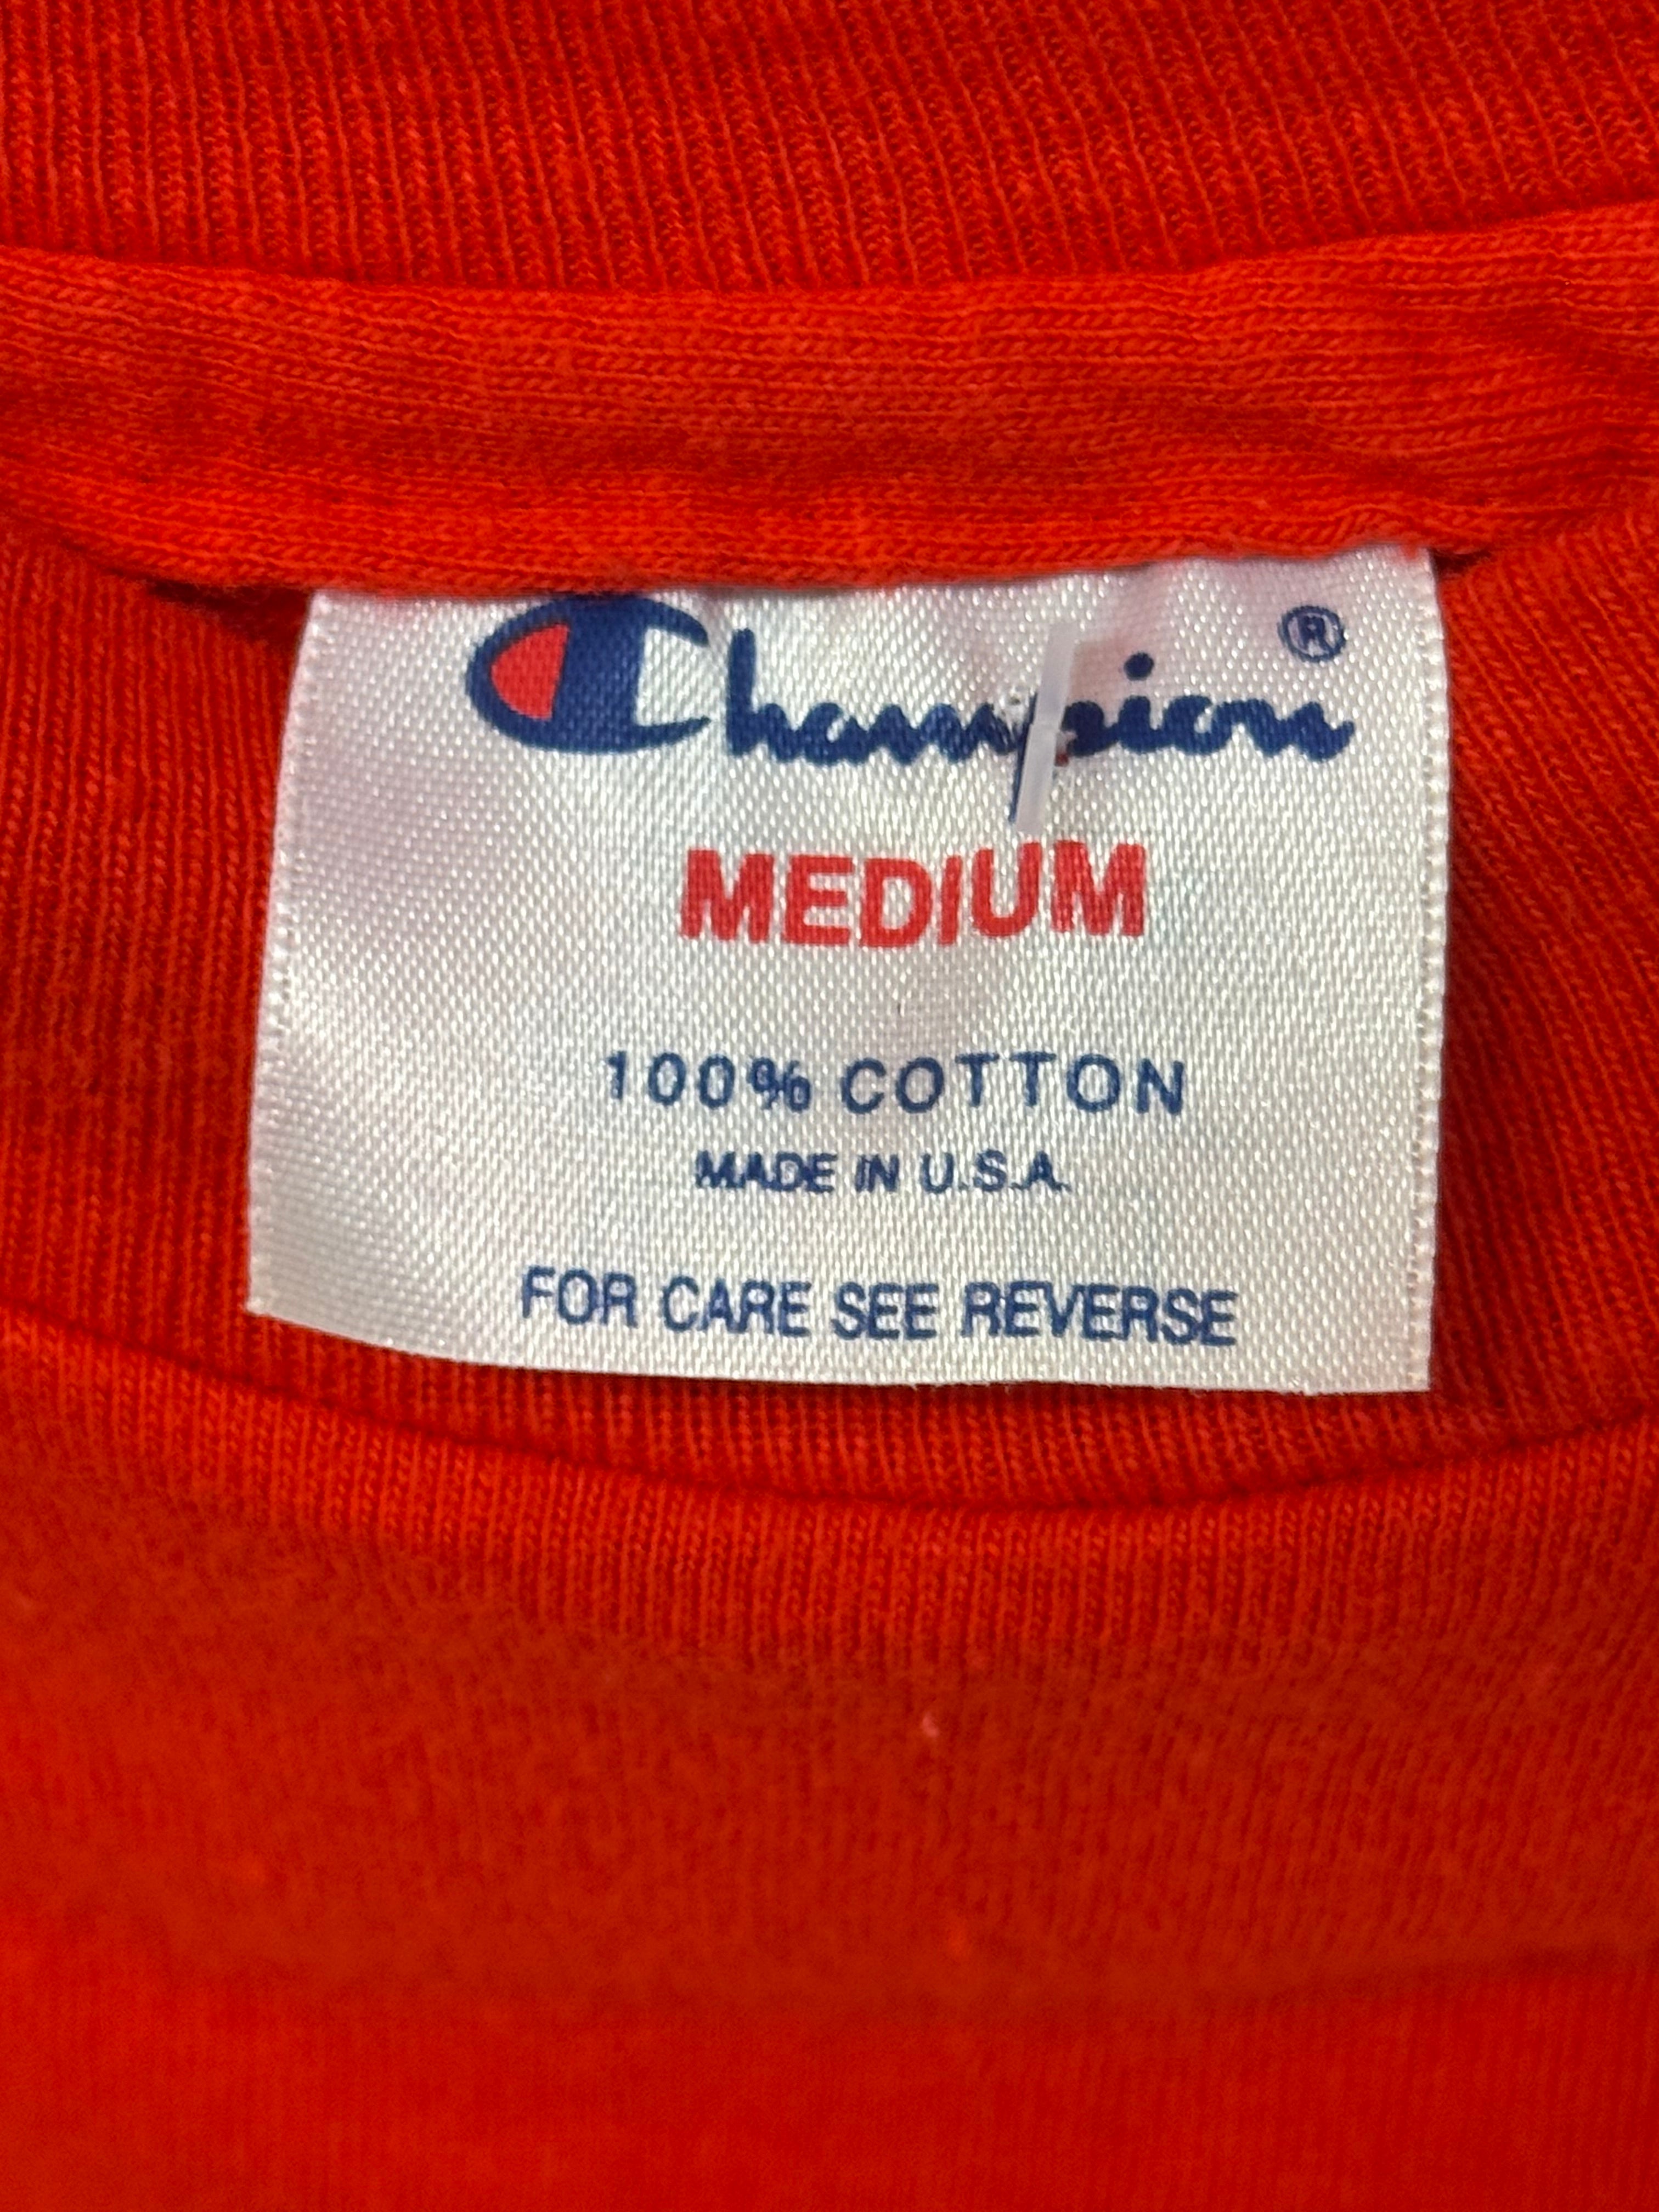 Champion ®
MEDIUM
100% COTTON
MADE IN U.S.A.
FOR CARE SEE REVERSE